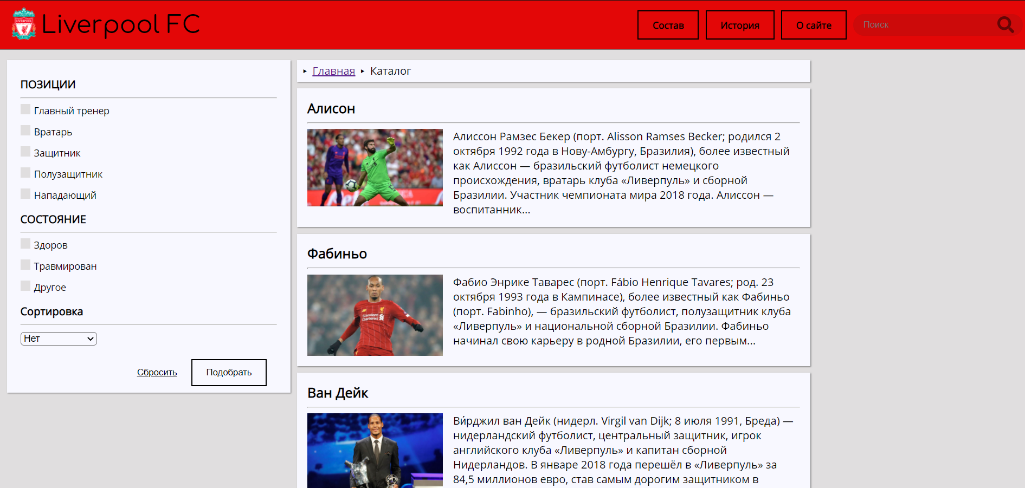 Liverpool FC
Состав
История
О сайте
Поиск
ПОЗИЦИИ
Главный тренер
Вратарь
Защитник
Полузащитник
Нападающий
СОСТОЯНИЕ
Здоров
Травмирован
Другое
Сортировка
Нет
Сбросить
Подобрать
‣ Главная ‣ Каталог
Алисон
Алиссон Рамзес Бекер (порт. Alisson Ramses Becker; родился 2
октября 1992 года в Нову-Амбургу, Бразилия), более известный
как Алиссон — бразильский футболист немецкого
происхождения, вратарь клуба «Ливерпуль» и сборной
Бразилии. Участник чемпионата мира 2018 года. Алиссон —
воспитанник...
Фабиньо
Фабио Энрике Таварес (порт. Fábio Henrique Tavares; род. 23
октября 1993 года в Кампинасе), более известный как Фабиньо
(порт. Fabinho), — бразильский футболист, полузащитник клуба
«Ливерпуль» и национальной сборной Бразилии. Фабиньо
начинал свою карьеру в родной Бразилии, его первым...
Ван Дейк
Ви́рджил ван Дейк (нидерл. Virgil van Dijk; 8 июля 1991, Бреда) —
нидерландский футболист, центральный защитник, игрок
английского клуба «Ливерпуль» и капитан сборной
Нидерландов. В январе 2018 года перешёл в «Ливерпуль» за
84,5 миллионов евро, став самым дорогим защитником в